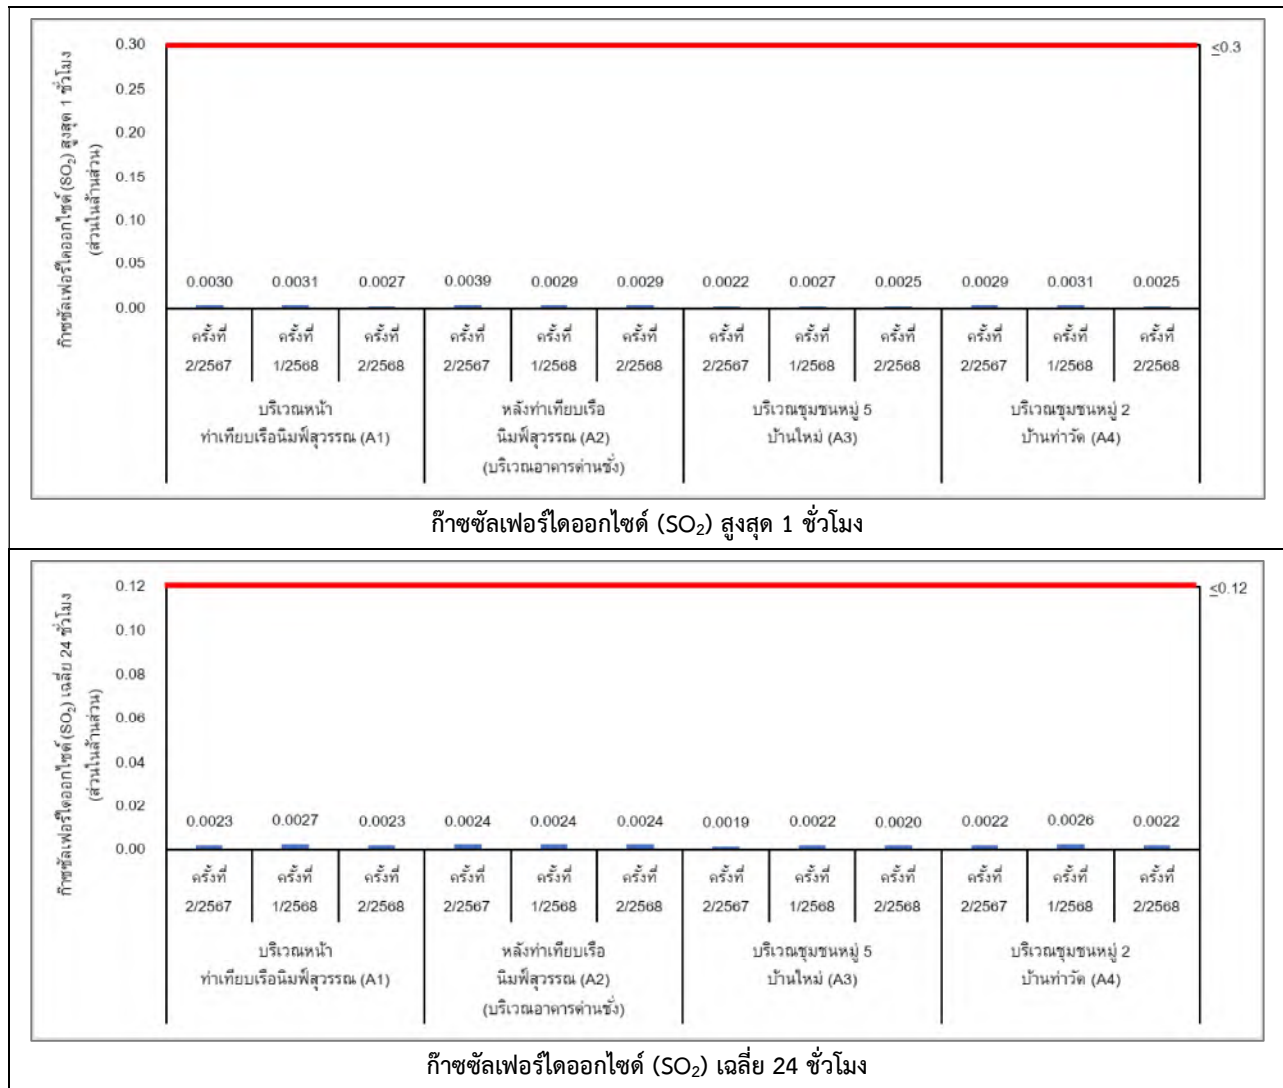 ก๊าซซัลเฟอร์ไดออกไซด์ (SO₂) สูงสุด 1 ชั่วโมง
(ส่วนในล้านส่วน)
0.30
0.25
0.20
0.15
0.10
0.05
0.00
≤0.3
0.0030 0.0031 0.0027 0.0039 0.0029 0.0029 0.0022 0.0027 0.0025 0.0029 0.0031 0.0025
ครั้งที่ ครั้งที่ ครั้งที่ ครั้งที่ ครั้งที่ ครั้งที่ ครั้งที่ ครั้งที่ ครั้งที่ ครั้งที่ ครั้งที่ ครั้งที่
2/2567 1/2568 2/2568 2/2567 1/2568 2/2568 2/2567 1/2568 2/2568 2/2567 1/2568 2/2568
บริเวณหน้า หลังท่าเทียบเรือ บริเวณชุมชนหมู่ 5 บริเวณชุมชนหมู่ 2
ท่าเทียบเรือนิมฟ์สุวรรณ (A1) นิมฟ์สุวรรณ (A2) บ้านใหม่ (A3) บ้านท่าวัด (A4)
(บริเวณอาคารด่านชั่ง)
ก๊าซซัลเฟอร์ไดออกไซด์ (SO₂) สูงสุด 1 ชั่วโมง
ก๊าซซัลเฟอร์ไดออกไซด์ (SO₂) เฉลี่ย 24 ชั่วโมง
(ส่วนในล้านส่วน)
0.12
0.10
0.08
0.06
0.04
0.02
0.00
≤0.12
0.0023 0.0027 0.0023 0.0024 0.0024 0.0024 0.0019 0.0022 0.0020 0.0022 0.0026 0.0022
ครั้งที่ ครั้งที่ ครั้งที่ ครั้งที่ ครั้งที่ ครั้งที่ ครั้งที่ ครั้งที่ ครั้งที่ ครั้งที่ ครั้งที่ ครั้งที่
2/2567 1/2568 2/2568 2/2567 1/2568 2/2568 2/2567 1/2568 2/2568 2/2567 1/2568 2/2568
บริเวณหน้า หลังท่าเทียบเรือ บริเวณชุมชนหมู่ 5 บริเวณชุมชนหมู่ 2
ท่าเทียบเรือนิมฟ์สุวรรณ (A1) นิมฟ์สุวรรณ (A2) บ้านใหม่ (A3) บ้านท่าวัด (A4)
(บริเวณอาคารด่านชั่ง)
ก๊าซซัลเฟอร์ไดออกไซด์ (SO₂) เฉลี่ย 24 ชั่วโมง